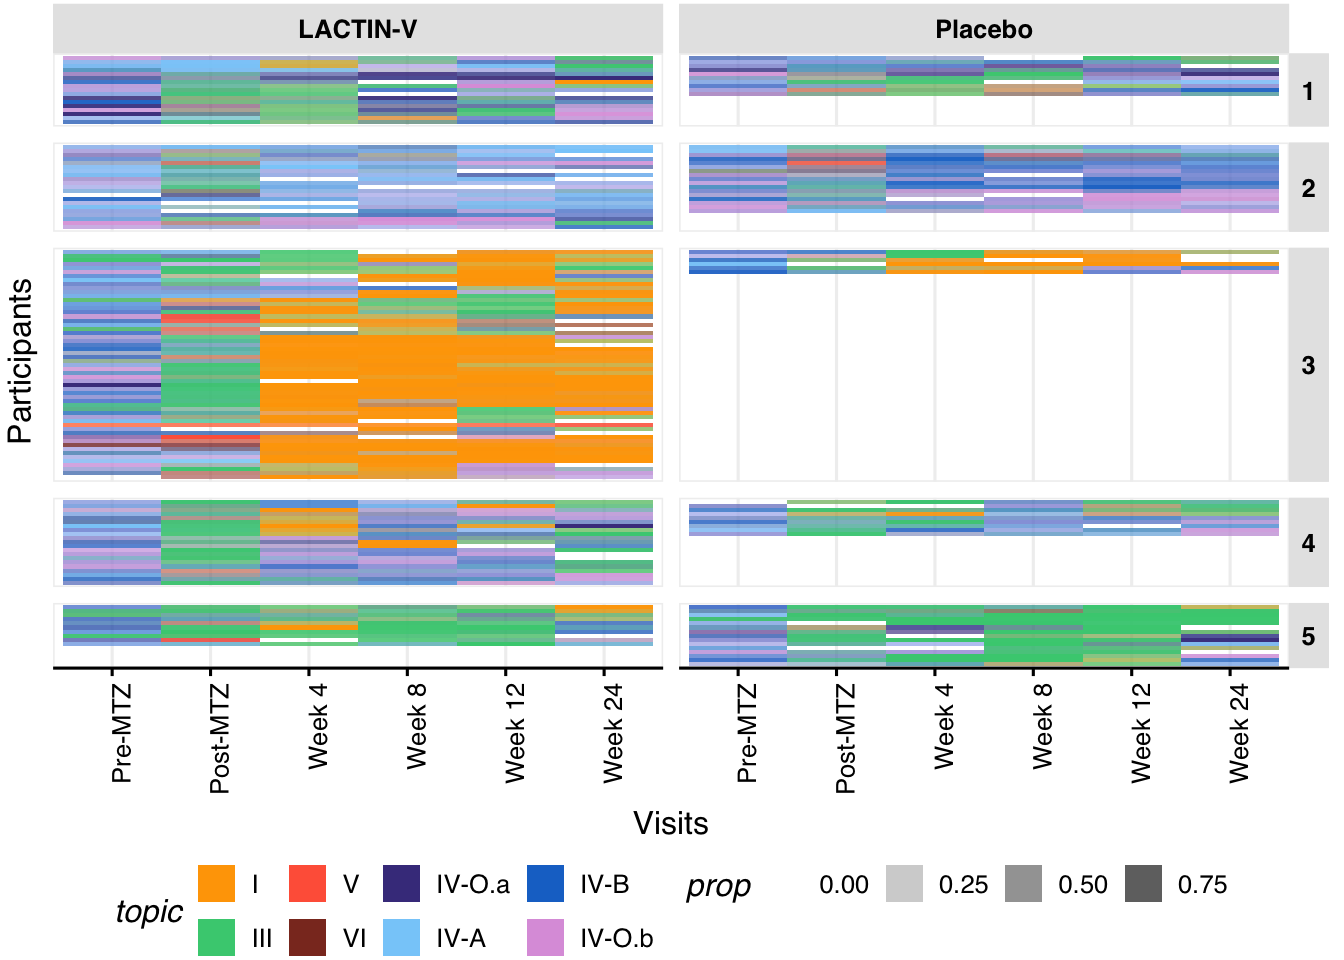 LACTIN-V
Placebo
Participants
1
2
3
4
5
Pre-MTZ
Post-MTZ
Week 4
Week 8
Week 12
Week 24
Pre-MTZ
Post-MTZ
Week 4
Week 8
Week 12
Week 24
Visits
topic
I
V
IV-O.a
IV-B
III
VI
IV-A
IV-O.b
prop
0.00
0.25
0.50
0.75